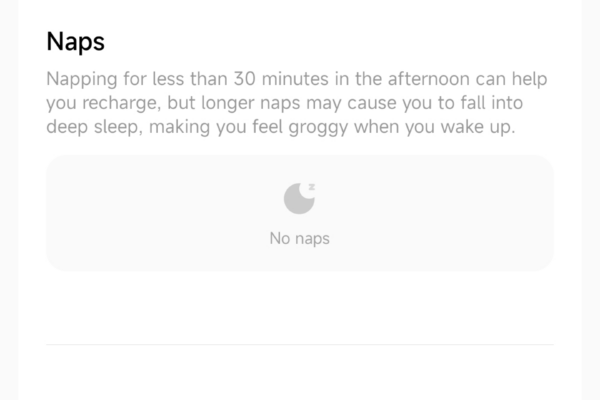 Naps
Napping for less than 30 minutes in the afternoon can help
you recharge, but longer naps may cause you to fall into
deep sleep, making you feel groggy when you wake up.
z
No naps